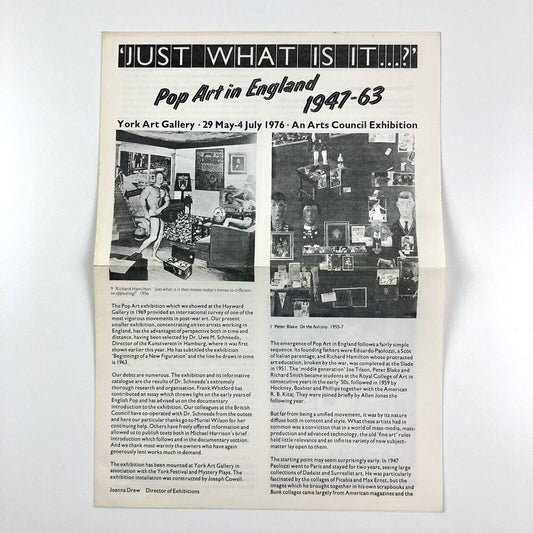 'JUST WHAT IS IT...?'
Pop Art in England
1947-63
York Art Gallery · 29 May-4 July 1976 · An Arts Council Exhibition
9 Richard Hamilton 'Just what is it that makes today's homes so different,
so appealing?' 1956
The Pop Art exhibition which we showed at the Hayward
Gallery in 1969 provided an international survey of one of the
most vigorous movements in post-war art. Our present
smaller exhibition, concentrating on ten artists working in
England, has the advantages of perspective both in time and
distance, having been selected by Dr. Uwe M. Schneede,
Director of the Kunstverein in Hamburg, where it was first
shown earlier this year. He has subtitled the exhibition
'Beginnings of a New Figuration' and the line he draws in time
is 1963.
Our debts are numerous. The exhibition and its informative
catalogue are the results of Dr. Schneede's extremely
thorough research and organisation. Frank Whitford has
contributed an essay which throws light on the early years of
English Pop and has advised us on the documentary
introduction to the exhibition. Our colleagues at the British
Council have co-operated with Dr. Schneede from the outset
and here our particular thanks go to Muriel Wilson for her
continuing help. Others have freely offered information and
allowed us to publish texts both in Michael Harrison's brief
introduction which follows and in the documentary section.
And we must thank warmly the owners who have again
generously lent works much in demand.
The exhibition has been mounted at York Art Gallery in
association with the York Festival and Mystery Plays. The
exhibition installation was constructed by Joseph Cowell.
Joanna Drew Director of Exhibitions
1 Peter Blake On the Balcony 1955-7
The emergence of Pop Art in England follows a fairly simple
sequence. Its founding fathers were Eduardo Paolozzi, a Scot
of Italian parentage, and Richard Hamilton whose protracted
art education, broken by the war, was completed at the Slade
in 1951. The 'middle generation' Joe Tilson, Peter Blake and
Richard Smith became students at the Royal College of Art in
consecutive years in the early '50s, followed in 1959 by
Hockney, Boshier and Phillips together with the American
R. B. Kitaj. They were joined briefly by Allen Jones the
following year.
But far from being a unified movement, it was by its nature
diffuse both in content and style. What these artists had in
common was a conviction that in a world of mass-media, mass-
production and advanced technology, the old 'fine art' rules
held little relevance and an infinite variety of new subject-
matter lay open to them.
The starting point may seem surprisingly early. In 1947
Paolozzi went to Paris and stayed for two years, seeing large
collections of Dadaist and Surrealist art. He was particularly
fascinated by the collages of Picabia and Max Ernst, but the
images which he brought together in his own scrapbooks and
Bunk collages came largely from American magazines and the